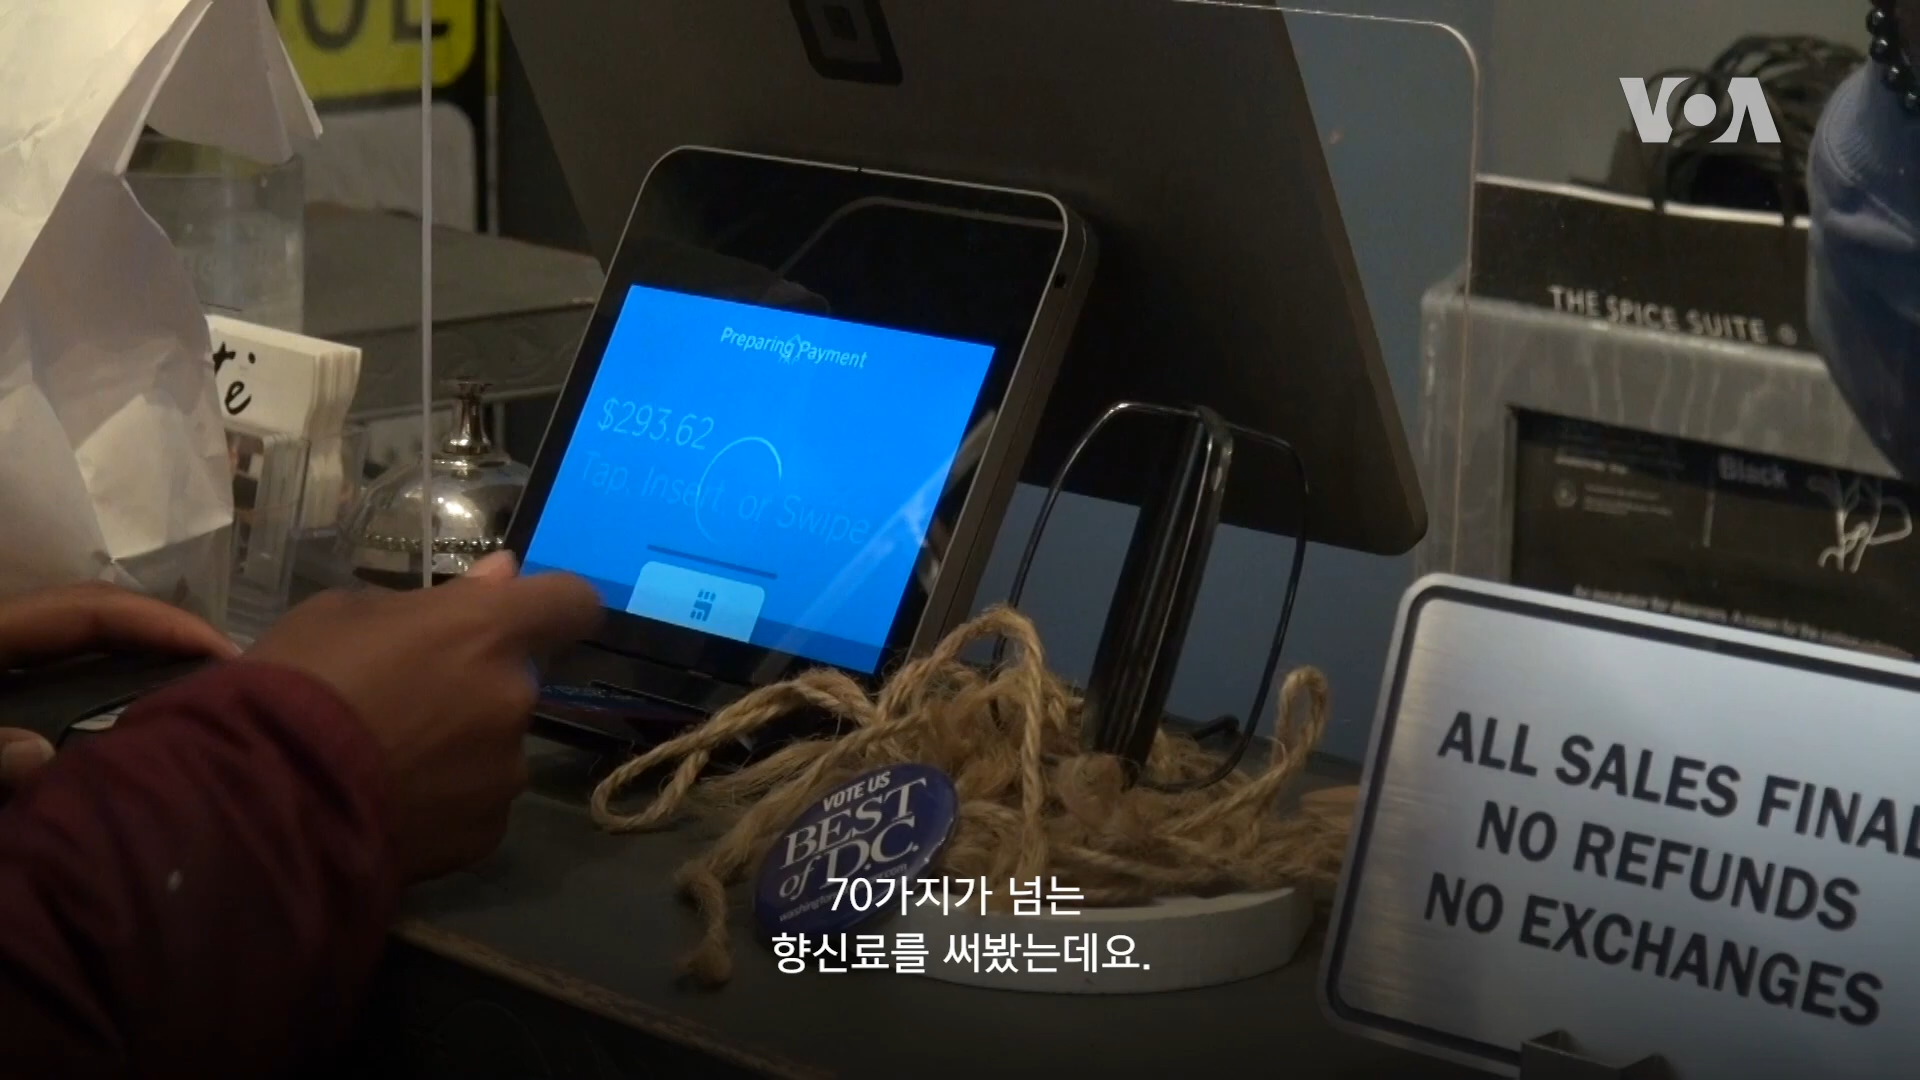 VOA
THE SPICE SUITE
Preparing Payment
$293.62
Tap, Insert, or Swipe
Black
VOTE US
BEST
of D.C.
ALL SALES FINAL
NO REFUNDS
NO EXCHANGES
70가지가 넘는
향신료를 써봤는데요.